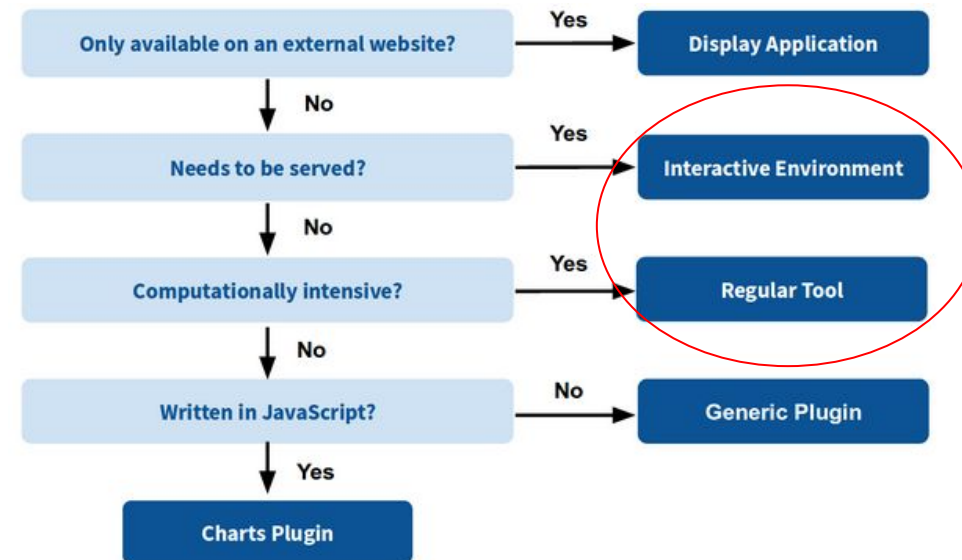 Only available on an external website?
Yes
Display Application
No
Needs to be served?
Yes
Interactive Environment
No
Computationally intensive?
Yes
Regular Tool
No
Written in JavaScript?
No
Generic Plugin
Yes
Charts Plugin